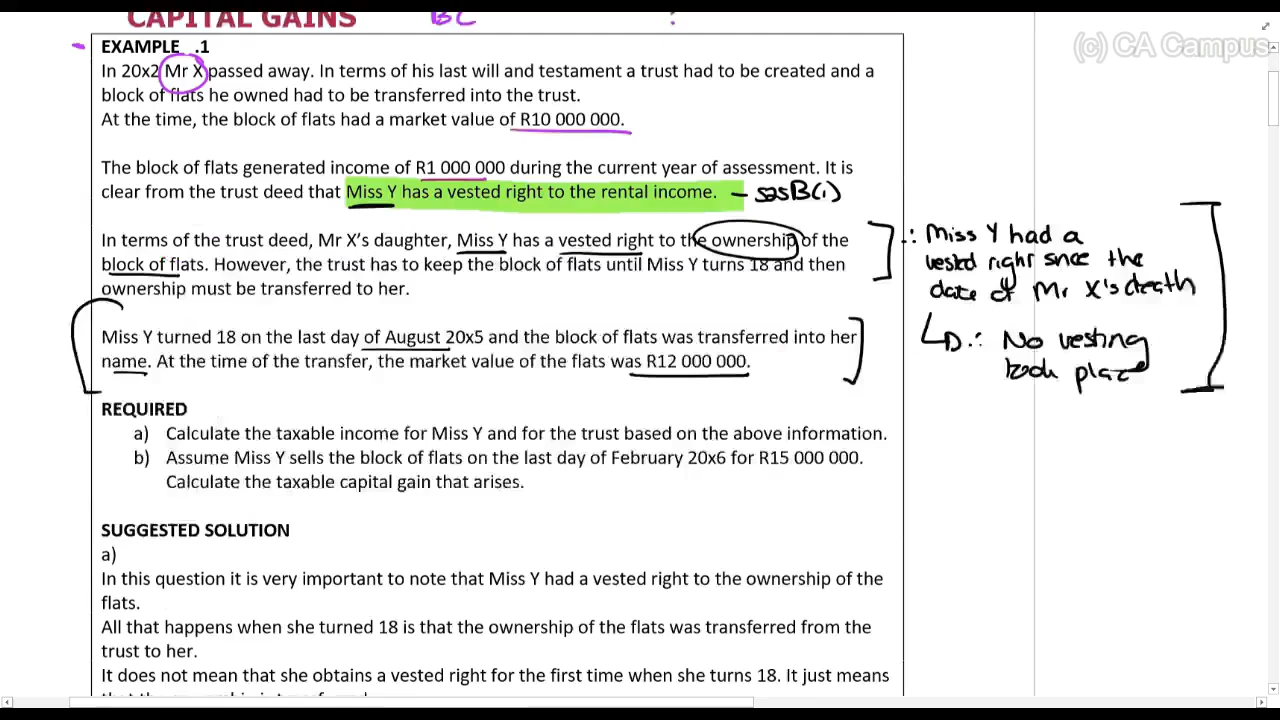 CAPITAL GAINS
BC
(c) CA Campus
EXAMPLE .1
In 20x2 Mr X passed away. In terms of his last will and testament a trust had to be created and a
block of flats he owned had to be transferred into the trust.
At the time, the block of flats had a market value of R10 000 000.
The block of flats generated income of R1 000 000 during the current year of assessment. It is
clear from the trust deed that Miss Y has a vested right to the rental income.
In terms of the trust deed, Mr X's daughter, Miss Y has a vested right to the ownership of the
block of flats. However, the trust has to keep the block of flats until Miss Y turns 18 and then
ownership must be transferred to her.
∴ Miss Y had a
vested right since the
date of Mr X's death
∴ No vesting
took place
Miss Y turned 18 on the last day of August 20x5 and the block of flats was transferred into her
name. At the time of the transfer, the market value of the flats was R12 000 000.
REQUIRED
a) Calculate the taxable income for Miss Y and for the trust based on the above information.
b) Assume Miss Y sells the block of flats on the last day of February 20x6 for R15 000 000.
Calculate the taxable capital gain that arises.
SUGGESTED SOLUTION
a)
In this question it is very important to note that Miss Y had a vested right to the ownership of the
flats.
All that happens when she turned 18 is that the ownership of the flats was transferred from the
trust to her.
It does not mean that she obtains a vested right for the first time when she turns 18. It just means